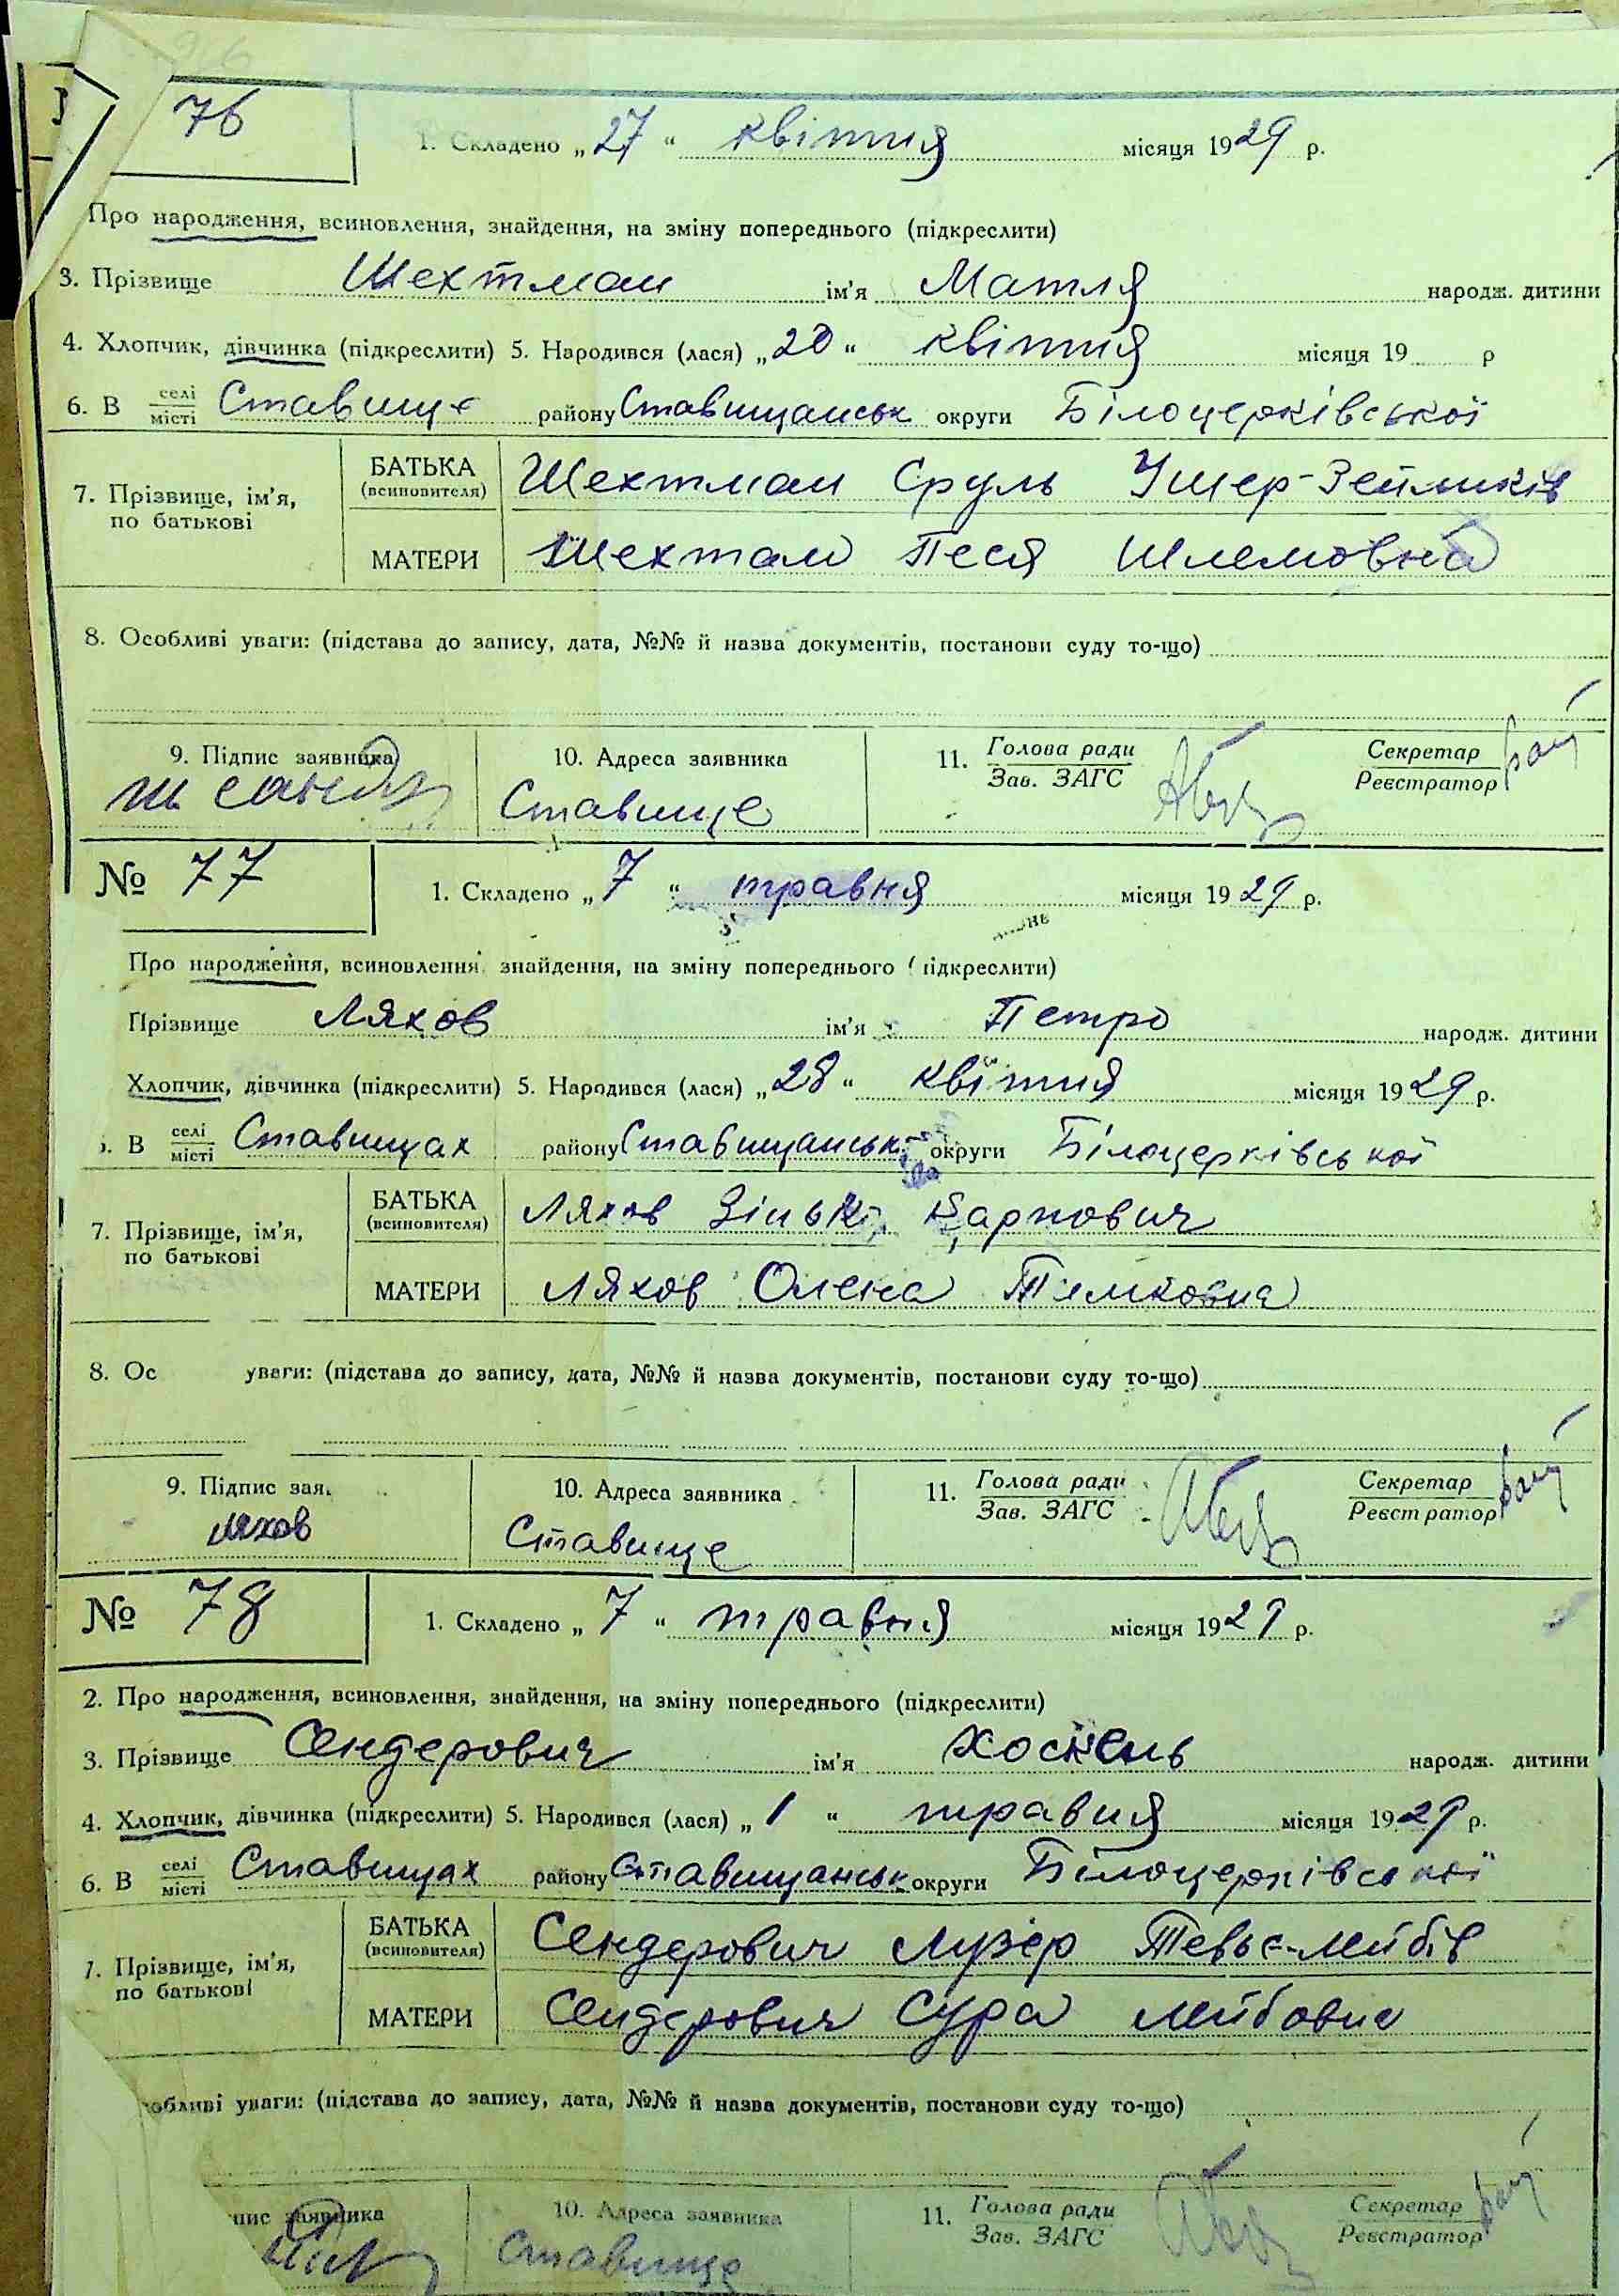 76
1. Складено „27“ квітня місяця 1929 р.
Про народження, всиновлення, знайдення, на зміну попереднього (підкреслити)
3. Прізвище Шехтман ім’я Матля народж. дитини
4. Хлопчик, дівчинка (підкреслити) 5. Народився (лася) „20“ квітня місяця 19 р
6. В селі місті Ставище району Ставищанськ округи Білоцерківської
7. Прізвище, ім’я, по батькові
БАТЬКА (всиновителя) Шехтман Сруль Ушер-Зейликів
МАТЕРИ Шехтман Песя Шлемовна
8. Особливі уваги: (підстава до запису, дата, №№ й назва документів, постанови суду то-що)
9. Підпис заявника 10. Адреса заявника 11. Голова ради Зав. ЗАГС Секретар Реєстратор
Ставище
№ 77
1. Складено „7“ травня місяця 1929 р.
Про народження, всиновлення знайдення, на зміну попереднього (підкреслити)
Прізвище Ляхов ім’я Петро народж. дитини
Хлопчик, дівчинка (підкреслити) 5. Народився (лася) „28“ квітня місяця 1929 р.
В селі місті Ставищах району Ставищанськ округи Білоцерківської
7. Прізвище, ім’я, по батькові
БАТЬКА (всиновителя) Ляхов Зінько Карпович
МАТЕРИ Ляхов Олена
8. Ос уваги: (підстава до запису, дата, №№ й назва документів, постанови суду то-що)
9. Підпис зая 10. Адреса заявника 11. Голова ради Зав. ЗАГС Секретар Реєстратор
Ляхов Ставище
№ 78
1. Складено „7“ травня місяця 1929 р.
2. Про народження, всиновлення, знайдення, на зміну попереднього (підкреслити)
3. Прізвище Сендерович ім’я Хоскель народж. дитини
4. Хлопчик, дівчинка (підкреслити) 5. Народився (лася) „1“ травня місяця 1929 р.
6. В селі місті Ставищах району Ставищанськ округи Білоцерківської
7. Прізвище, ім’я, по батькові
БАТЬКА (всиновителя) Сендерович Лузер Тевье-Лейбів
МАТЕРИ Сендерович Сура Лейбовна
обливі уваги: (підстава до запису, дата, №№ й назва документів, постанови суду то-що)
пис заявника 10. Адреса заявника 11. Голова ради Зав. ЗАГС Секретар Реєстратор
Ставище